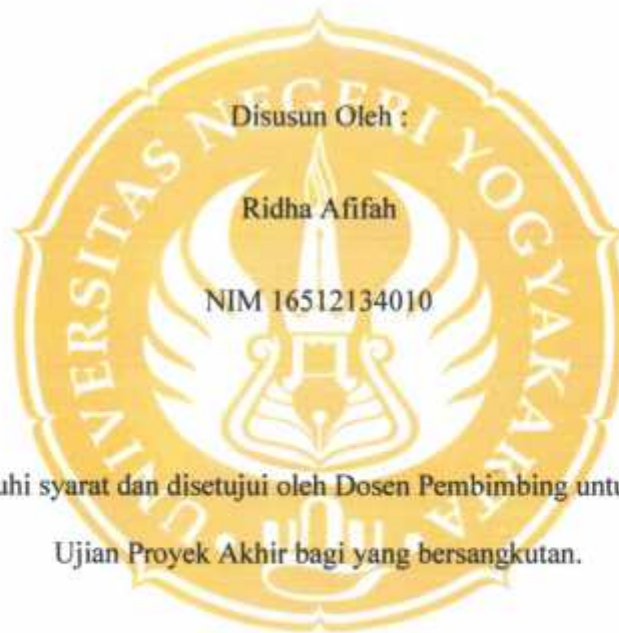 UNIVERSITAS NEGERI YOGYAKARTA
Disusun Oleh :
Ridha Afifah
NIM 16512134010
uhi syarat dan disetujui oleh Dosen Pembimbing untu
Ujian Proyek Akhir bagi yang bersangkutan.